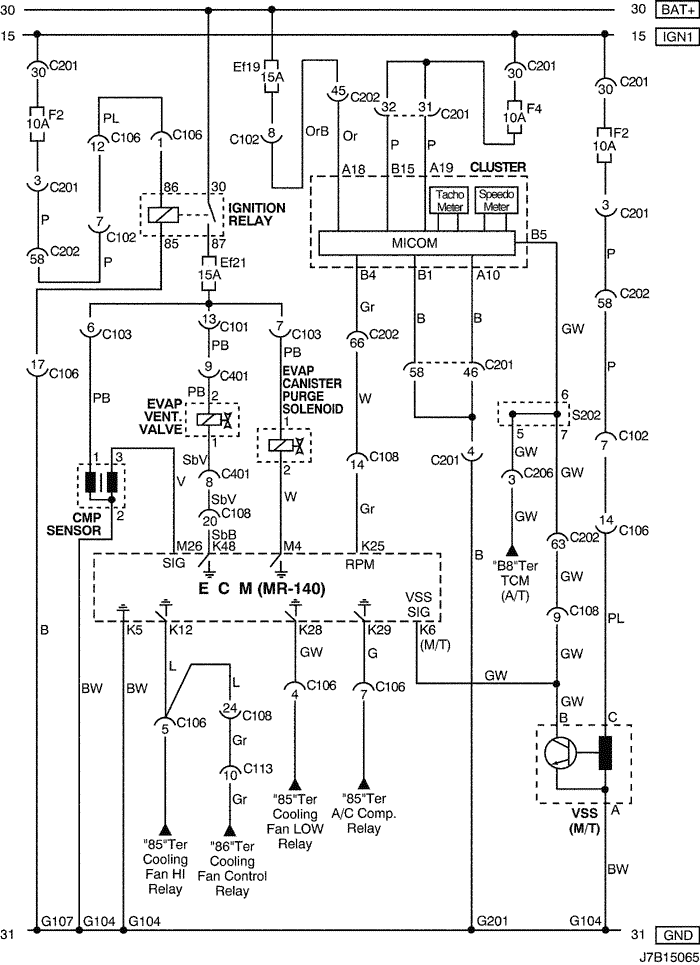 30 30 BAT+
15 15 IGN1
30 C201
F2
10A
3 C201
P
58 C202
P
PL
12 C106
7 C102
1 C106
86 30
IGNITION
RELAY
85 87
Ef21
15A
Ef19
15A
8
C102
OrB
45 C202
Or
32 31 C201
P P
30 C201
F4
10A
30 C201
F2
10A
3 C201
P
58 C202
P
7 C102
14 C106
PL
A18 B15 A19 CLUSTER
Tacho
Meter
Speedo
Meter
MICOM
B5
B4 B1 A10
Gr B B
66 C202
58 46 C201
W
14 C108
Gr
C201 4
B
GW
6
S202
5 7
GW GW
C206
3
GW
"B8"Ter
TCM
(A/T)
63 C202
GW
9 C108
GW
GW
GW
17 C106
B
6 C103
PB
13 C101
PB
9 C401
PB 2
EVAP
VENT.
VALVE
1
SbV
8 C401
SbV
20 C108
SbB
7 C103
PB
EVAP
CANISTER
PURGE
SOLENOID
1
2
W
1 3
V
CMP
SENSOR
2
M26 K48 M4 K25
SIG RPM
E C M (MR-140)
VSS
SIG
K5 K12 K28 K29 K6
(M/T)
BW BW
L L
5 C106
24 C108
Gr
10 C113
Gr
GW
4 C106
G
7 C106
"85"Ter
Cooling
Fan HI
Relay
"86"Ter
Cooling
Fan Control
Relay
"85"Ter
Cooling
Fan LOW
Relay
"85"Ter
A/C Comp.
Relay
B C
VSS
(M/T)
A
BW
31 G107 G104 G104 G201 G104 31 GND
J7B15065